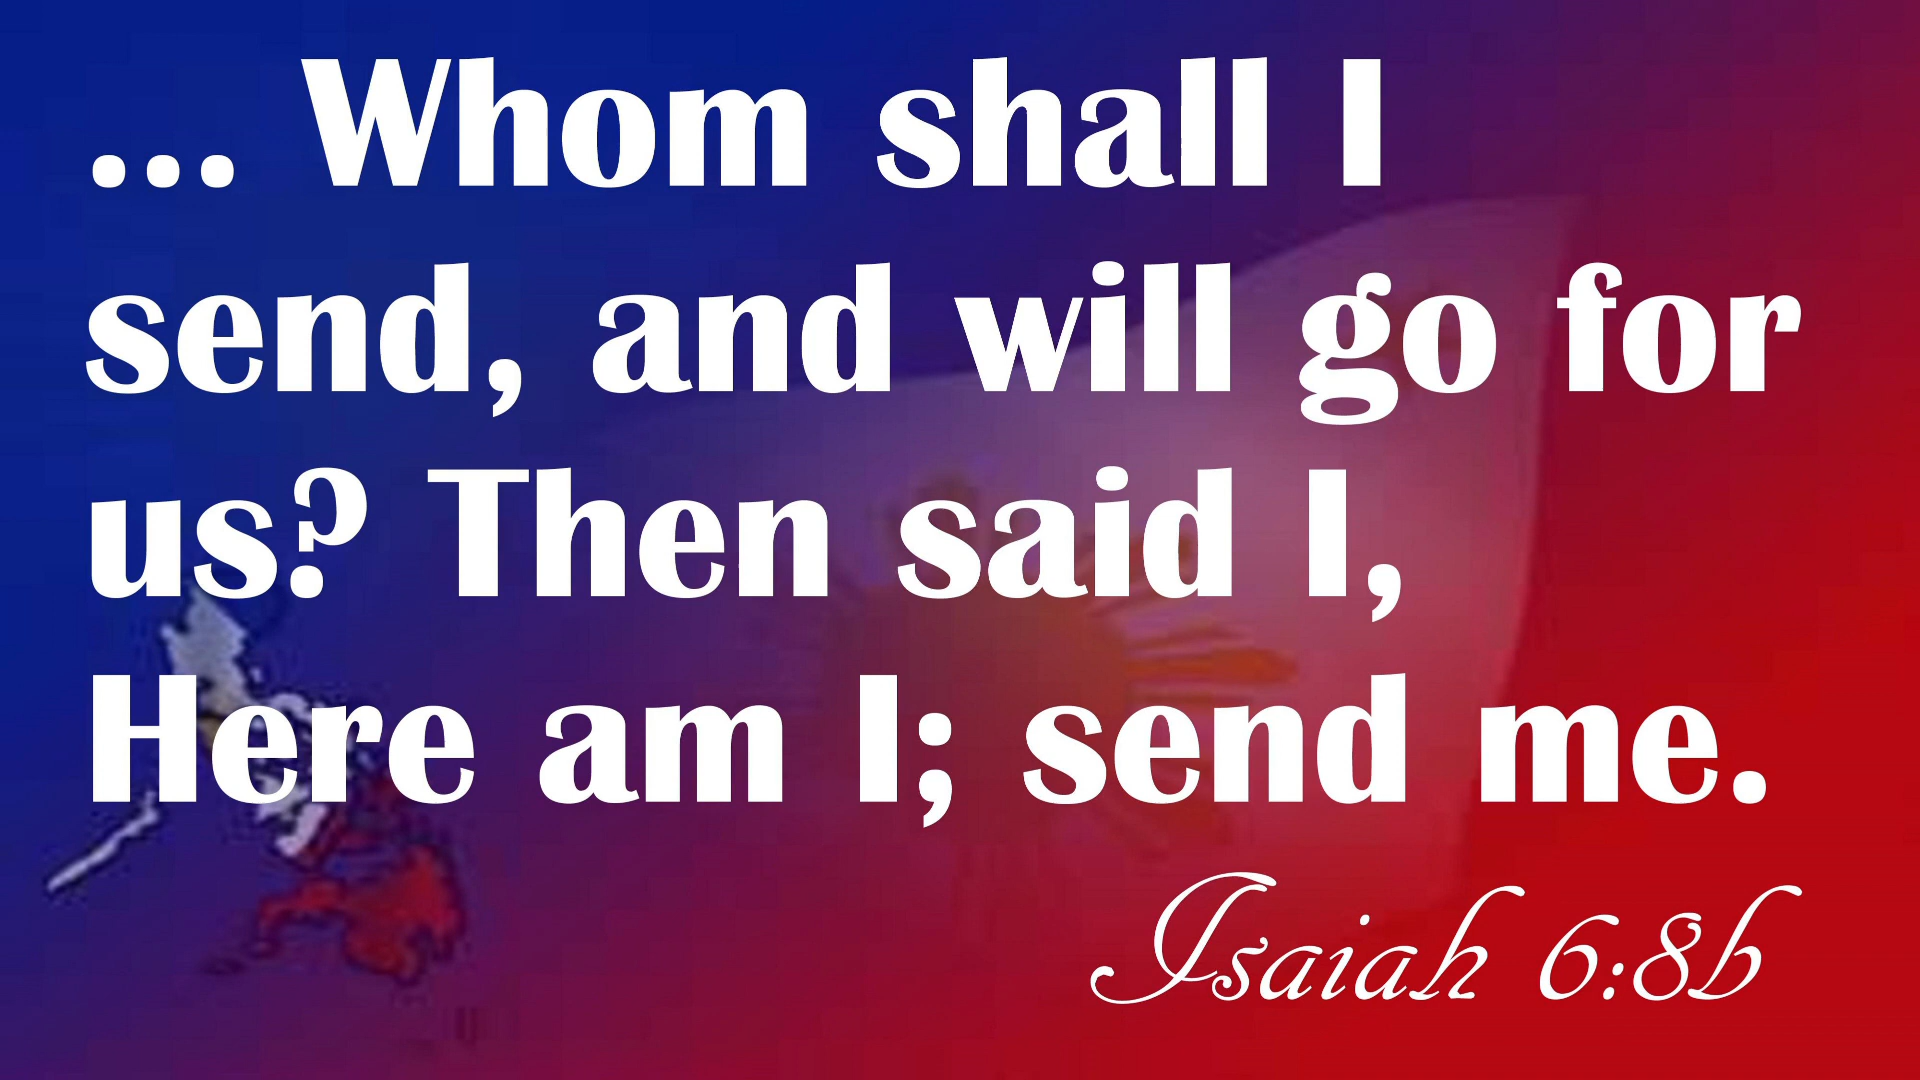 ... Whom shall I
send, and will go for
us? Then said I,
Here am I; send me.
Isaiah 6:8b